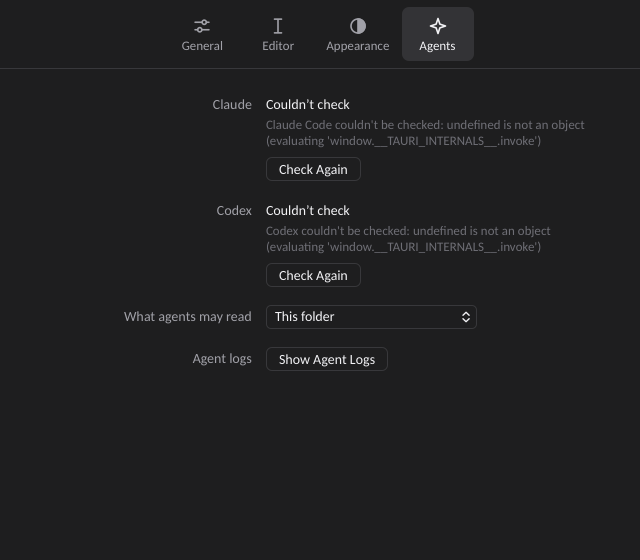 General
Editor
Appearance
Agents
Claude
Couldn’t check
Claude Code couldn't be checked: undefined is not an object
(evaluating 'window.__TAURI_INTERNALS__.invoke')
Check Again
Codex
Couldn’t check
Codex couldn't be checked: undefined is not an object
(evaluating 'window.__TAURI_INTERNALS__.invoke')
Check Again
What agents may read
This folder
Agent logs
Show Agent Logs